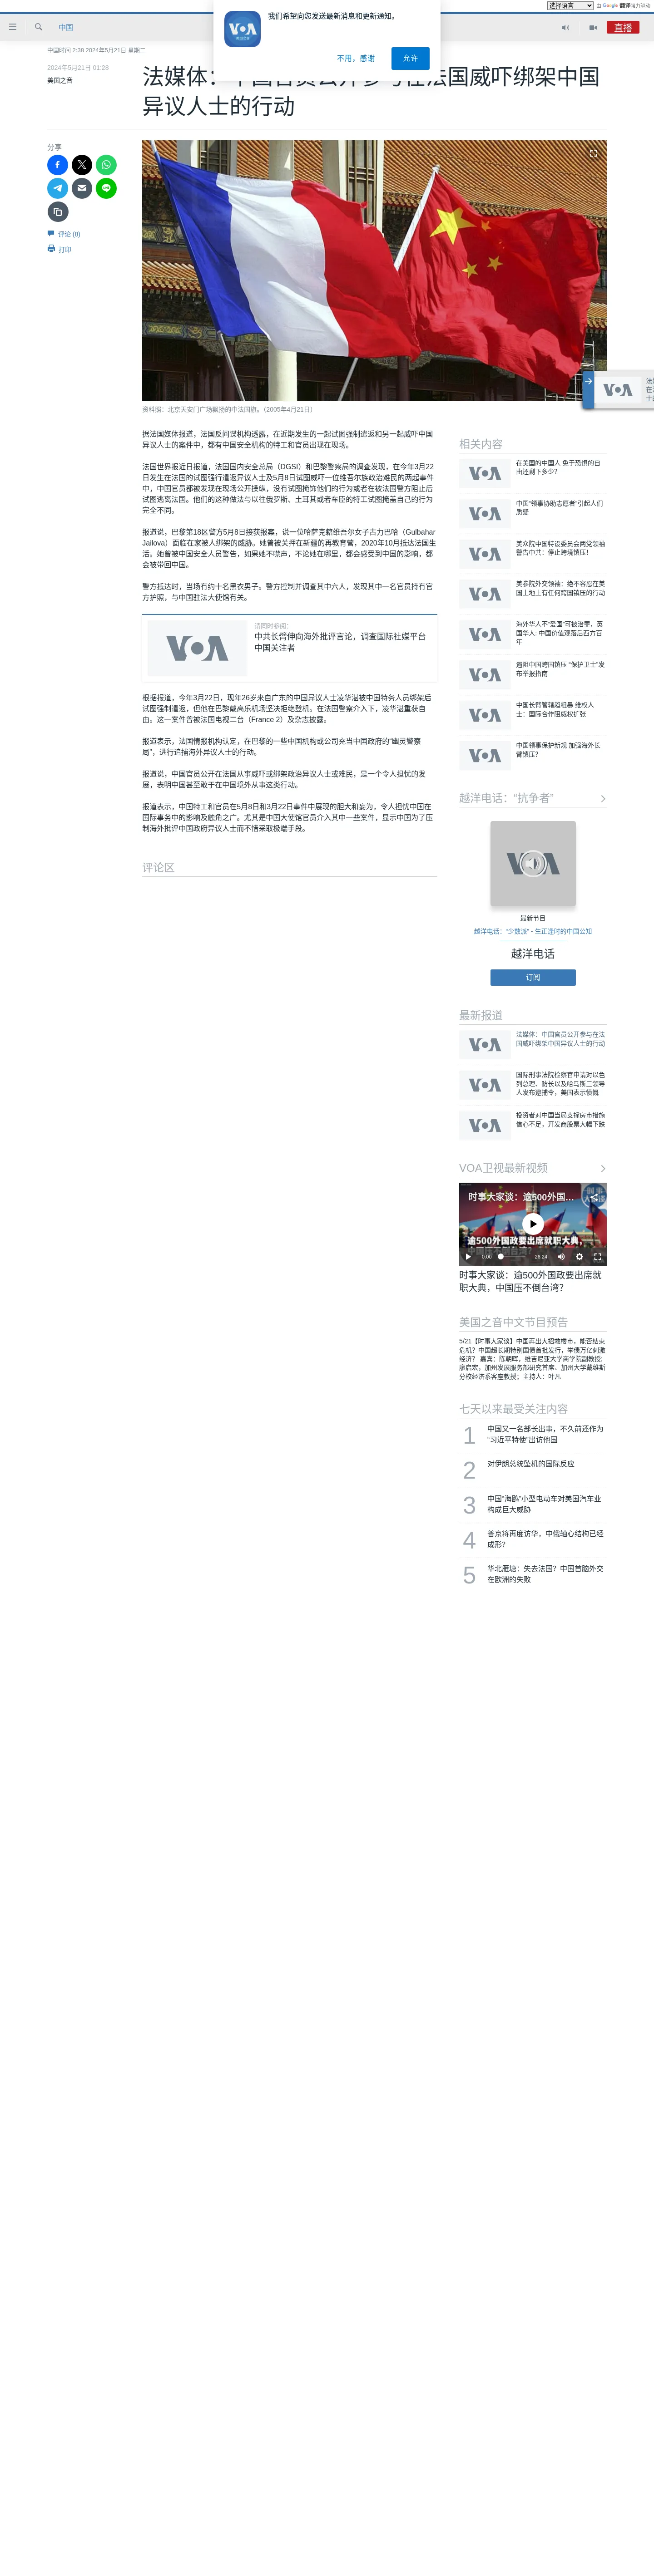 选择语言
由 Google 翻译强力驱动
我们希望向您发送最新消息和更新通知。
不用，感谢
允许
中国
直播
中国时间 2:38 2024年5月21日 星期二
2024年5月21日 01:28
美国之音
法媒体：中国官员公开参与在法国威吓绑架中国
异议人士的行动
分享
评论 (8)
打印
资料照：北京天安门广场飘扬的中法国旗。（2005年4月21日）
据法国媒体报道，法国反间谍机构透露，在近期发生的一起试图强制遣返和另一起威吓中国
异议人士的案件中，都有中国安全机构的特工和官员出现在现场。
法国世界报近日报道，法国国内安全总局（DGSI）和巴黎警察局的调查发现，在今年3月22
日发生在法国的试图强行遣返异议人士及5月8日试图威吓一位维吾尔族政治难民的两起事件
中，中国官员都被发现在现场公开操纵，没有试图掩饰他们的行为或者在被法国警方阻止后
试图逃离法国。他们的这种做法与以往俄罗斯、土耳其或者车臣的特工试图掩盖自己的行为
完全不同。
报道说，巴黎第18区警方5月8日接获报案，说一位哈萨克籍维吾尔女子古力巴哈（Gulbahar
Jailova）面临在家被人绑架的威胁。她曾被关押在新疆的再教育营，2020年10月抵达法国生
活。她曾被中国安全人员警告，如果她不噤声，不论她在哪里，都会感受到中国的影响，都
会被带回中国。
警方抵达时，当场有约十名黑衣男子。警方控制并调查其中六人，发现其中一名官员持有官
方护照，与中国驻法大使馆有关。
VOA
请同时参阅：
中共长臂伸向海外批评言论，调查国际社媒平台
中国关注者
根据报道，今年3月22日，现年26岁来自广东的中国异议人士凌华湛被中国特务人员绑架后
试图强制遣返，但他在巴黎戴高乐机场坚决拒绝登机。在法国警察介入下，凌华湛重获自
由。这一案件曾被法国电视二台（France 2）及杂志披露。
报道表示，法国情报机构认定，在巴黎的一些中国机构或公司充当中国政府的“幽灵警察
局”，进行追捕海外异议人士的行动。
报道说，中国官员公开在法国从事威吓或绑架政治异议人士或难民，是一个令人担忧的发
展，表明中国甚至敢于在中国境外从事这类行动。
报道表示，中国特工和官员在5月8日和3月22日事件中展现的胆大和妄为，令人担忧中国在
国际事务中的影响及触角之广。尤其是中国大使馆官员介入其中一些案件，显示中国为了压
制海外批评中国政府异议人士而不惜采取极端手段。
评论区
相关内容
在美国的中国人 免于恐惧的自
由还剩下多少？
中国“领事协助志愿者”引起人们
质疑
美众院中国特设委员会两党领袖
警告中共：停止跨境镇压！
美参院外交领袖：绝不容忍在美
国土地上有任何跨国镇压的行动
海外华人不“爱国”可被治罪，英
国华人: 中国价值观落后西方百
年
遏阻中国跨国镇压 “保护卫士”发
布举报指南
中国长臂管辖趋粗暴 维权人
士：国际合作阻威权扩张
中国领事保护新规 加强海外长
臂镇压？
越洋电话：“抗争者”
最新节目
越洋电话：“少数派” - 生正逢时的中国公知
越洋电话
订阅
最新报道
法媒体：中国官员公开参与在法
国威吓绑架中国异议人士的行动
国际刑事法院检察官申请对以色
列总理、防长以及哈马斯三领导
人发布逮捕令，美国表示愤慨
投资者对中国当局支撑房市措施
信心不足，开发商股票大幅下跌
VOA卫视最新视频
时事大家谈：逾500外国...
逾500外国政要出席就职大典，
0:00
26:24
时事大家谈：逾500外国政要出席就
职大典，中国压不倒台湾？
美国之音中文节目预告
5/21【时事大家谈】中国再出大招救楼市，能否结束
危机？中国超长期特别国债首批发行，举债万亿刺激
经济？ 嘉宾：陈朝晖，维吉尼亚大学商学院副教授;
廖启宏，加州发展服务部研究首席、加州大学戴维斯
分校经济系客座教授；主持人：叶凡
七天以来最受关注内容
1
中国又一名部长出事，不久前还作为
“习近平特使”出访他国
2
对伊朗总统坠机的国际反应
3
中国“海鸥”小型电动车对美国汽车业
构成巨大威胁
4
普京将再度访华，中俄轴心结构已经
成形？
5
华北雁塘：失去法国？中国首脑外交
在欧洲的失败